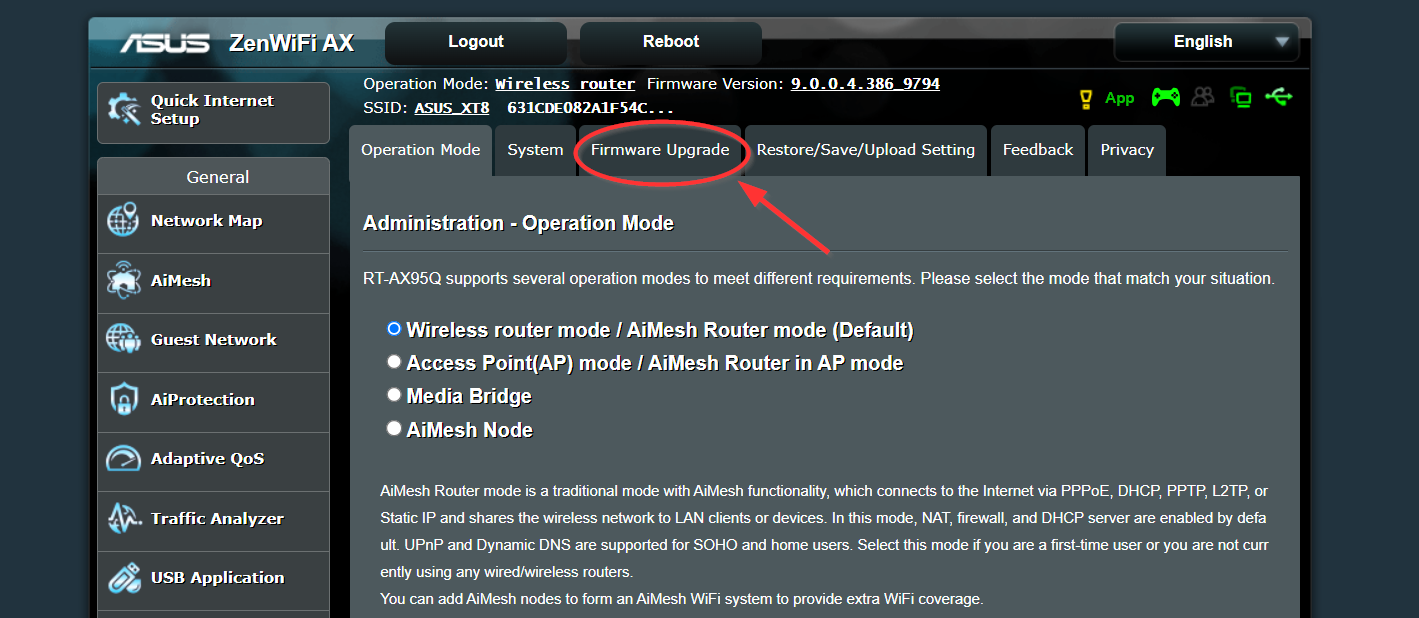 ASUS ZenWiFi AX Logout Reboot English
Quick Internet Setup
Operation Mode: Wireless router Firmware Version: 9.0.0.4.386_9794
SSID: ASUS_XT8 631CDE082A1F54C...
App
Operation Mode System Firmware Upgrade Restore/Save/Upload Setting Feedback Privacy
General
Network Map
AiMesh
Guest Network
AiProtection
Adaptive QoS
Traffic Analyzer
USB Application
Administration - Operation Mode
RT-AX95Q supports several operation modes to meet different requirements. Please select the mode that match your situation.
Wireless router mode / AiMesh Router mode (Default)
Access Point(AP) mode / AiMesh Router in AP mode
Media Bridge
AiMesh Node
AiMesh Router mode is a traditional mode with AiMesh functionality, which connects to the Internet via PPPoE, DHCP, PPTP, L2TP, or
Static IP and shares the wireless network to LAN clients or devices. In this mode, NAT, firewall, and DHCP server are enabled by defa
ult. UPnP and Dynamic DNS are supported for SOHO and home users. Select this mode if you are a first-time user or you are not curr
ently using any wired/wireless routers.
You can add AiMesh nodes to form an AiMesh WiFi system to provide extra WiFi coverage.